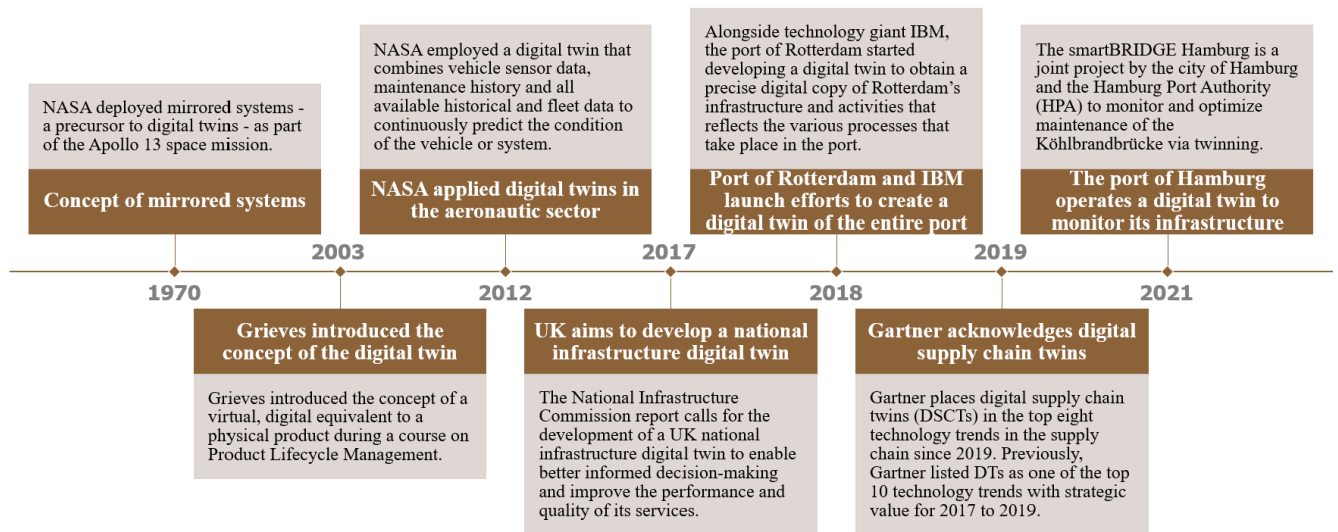 NASA deployed mirrored systems -
a precursor to digital twins - as part
of the Apollo 13 space mission.
Concept of mirrored systems
1970
2003
Grieves introduced the
concept of the digital twin
Grieves introduced the concept of a
virtual, digital equivalent to a
physical product during a course on
Product Lifecycle Management.
NASA employed a digital twin that
combines vehicle sensor data,
maintenance history and all
available historical and fleet data to
continuously predict the condition
of the vehicle or system.
NASA applied digital twins in
the aeronautic sector
2012
2017
UK aims to develop a national
infrastructure digital twin
The National Infrastructure
Commission report calls for the
development of a UK national
infrastructure digital twin to enable
better informed decision-making
and improve the performance and
quality of its services.
Alongside technology giant IBM,
the port of Rotterdam started
developing a digital twin to obtain a
precise digital copy of Rotterdam's
infrastructure and activities that
reflects the various processes that
take place in the port.
Port of Rotterdam and IBM
launch efforts to create a
digital twin of the entire port
2018
2019
Gartner acknowledges digital
supply chain twins
Gartner places digital supply chain
twins (DSCTs) in the top eight
technology trends in the supply
chain since 2019. Previously,
Gartner listed DTs as one of the top
10 technology trends with strategic
value for 2017 to 2019.
The smartBRIDGE Hamburg is a
joint project by the city of Hamburg
and the Hamburg Port Authority
(HPA) to monitor and optimize
maintenance of the
Köhlbrandbrücke via twinning.
The port of Hamburg
operates a digital twin to
monitor its infrastructure
2021